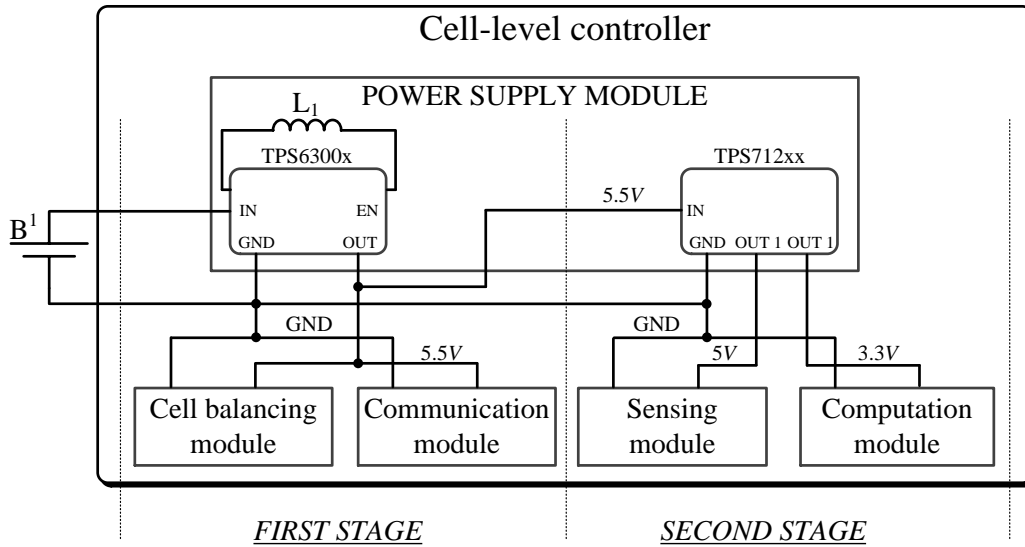 Cell-level controller
POWER SUPPLY MODULE
L1
TPS6300x
TPS712xx
IN
EN
GND
OUT
5.5V
IN
GND
OUT 1
OUT 1
B1
GND
5.5V
GND
5V
3.3V
Cell balancing
module
Communication
module
Sensing
module
Computation
module
FIRST STAGE
SECOND STAGE